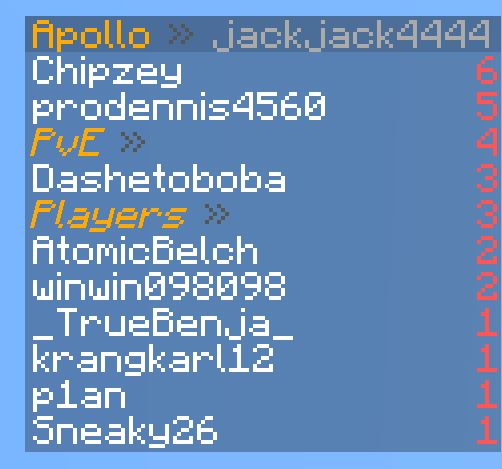 Apollo » jackjack4444
Chipzey 6
prodennis4560 5
PvE » 4
Dashetoboba 3
Players » 3
AtomicBelch 2
winwin098098 2
_TrueBenja_ 1
krangkarl12 1
p1an 1
Sneaky26 1